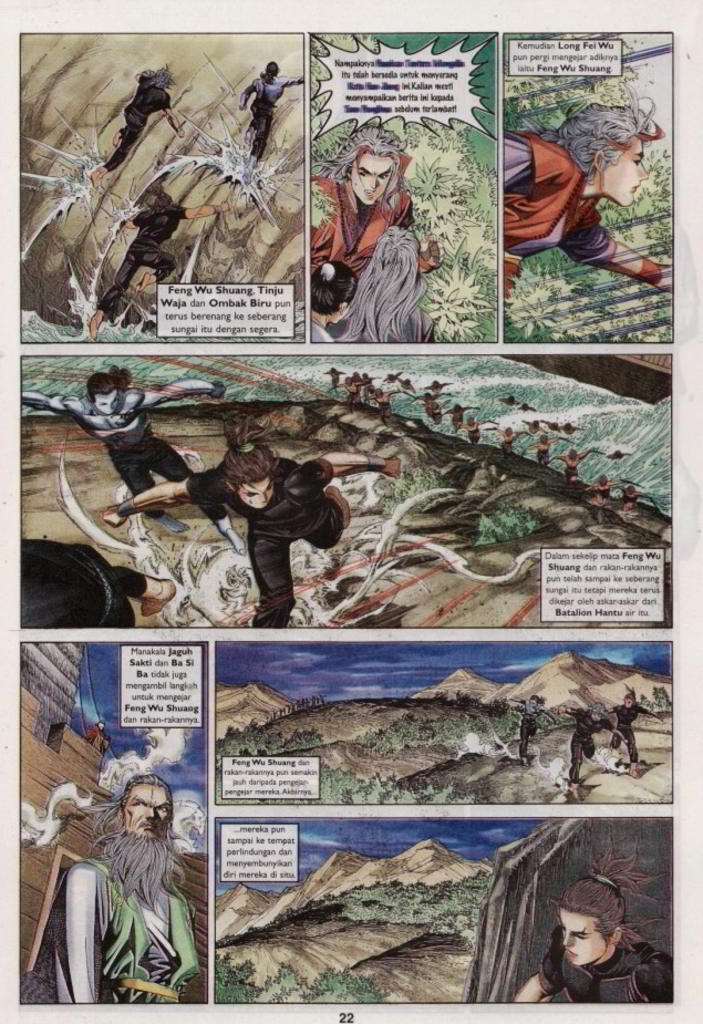 Feng Wu Shuang, Tinju
Waja dan Ombak Biru pun
terus berenang ke seberang
sungai itu dengan segera.
Nampaknya
itu telah bersedia untuk menyerang
ini. Kalian mesti
menyampaikan berita ini kepada
sebelum terlambat!
Kemudian Long Fei Wu
pun pergi mengejar adiknya
iaitu Feng Wu Shuang.
Dalam sekelip mata Feng Wu
Shuang dan rakan-rakannya
pun telah sampai ke seberang
sungai itu tetapi mereka terus
dikejar oleh askar-askar dari
Batalion Hantu air itu.
Manakala Jaguh
Sakti dan Ba Si
Ba tidak juga
mengambil langkah
untuk mengejar
Feng Wu Shuang
dan rakan-rakannya.
Feng Wu Shuang dan
rakan-rakannya pun semakin
jauh daripada pengejar-
pengejar mereka. Akhirnya,
...mereka pun
sampai ke tempat
perlindungan dan
menyembunyikan
diri mereka di situ.
22